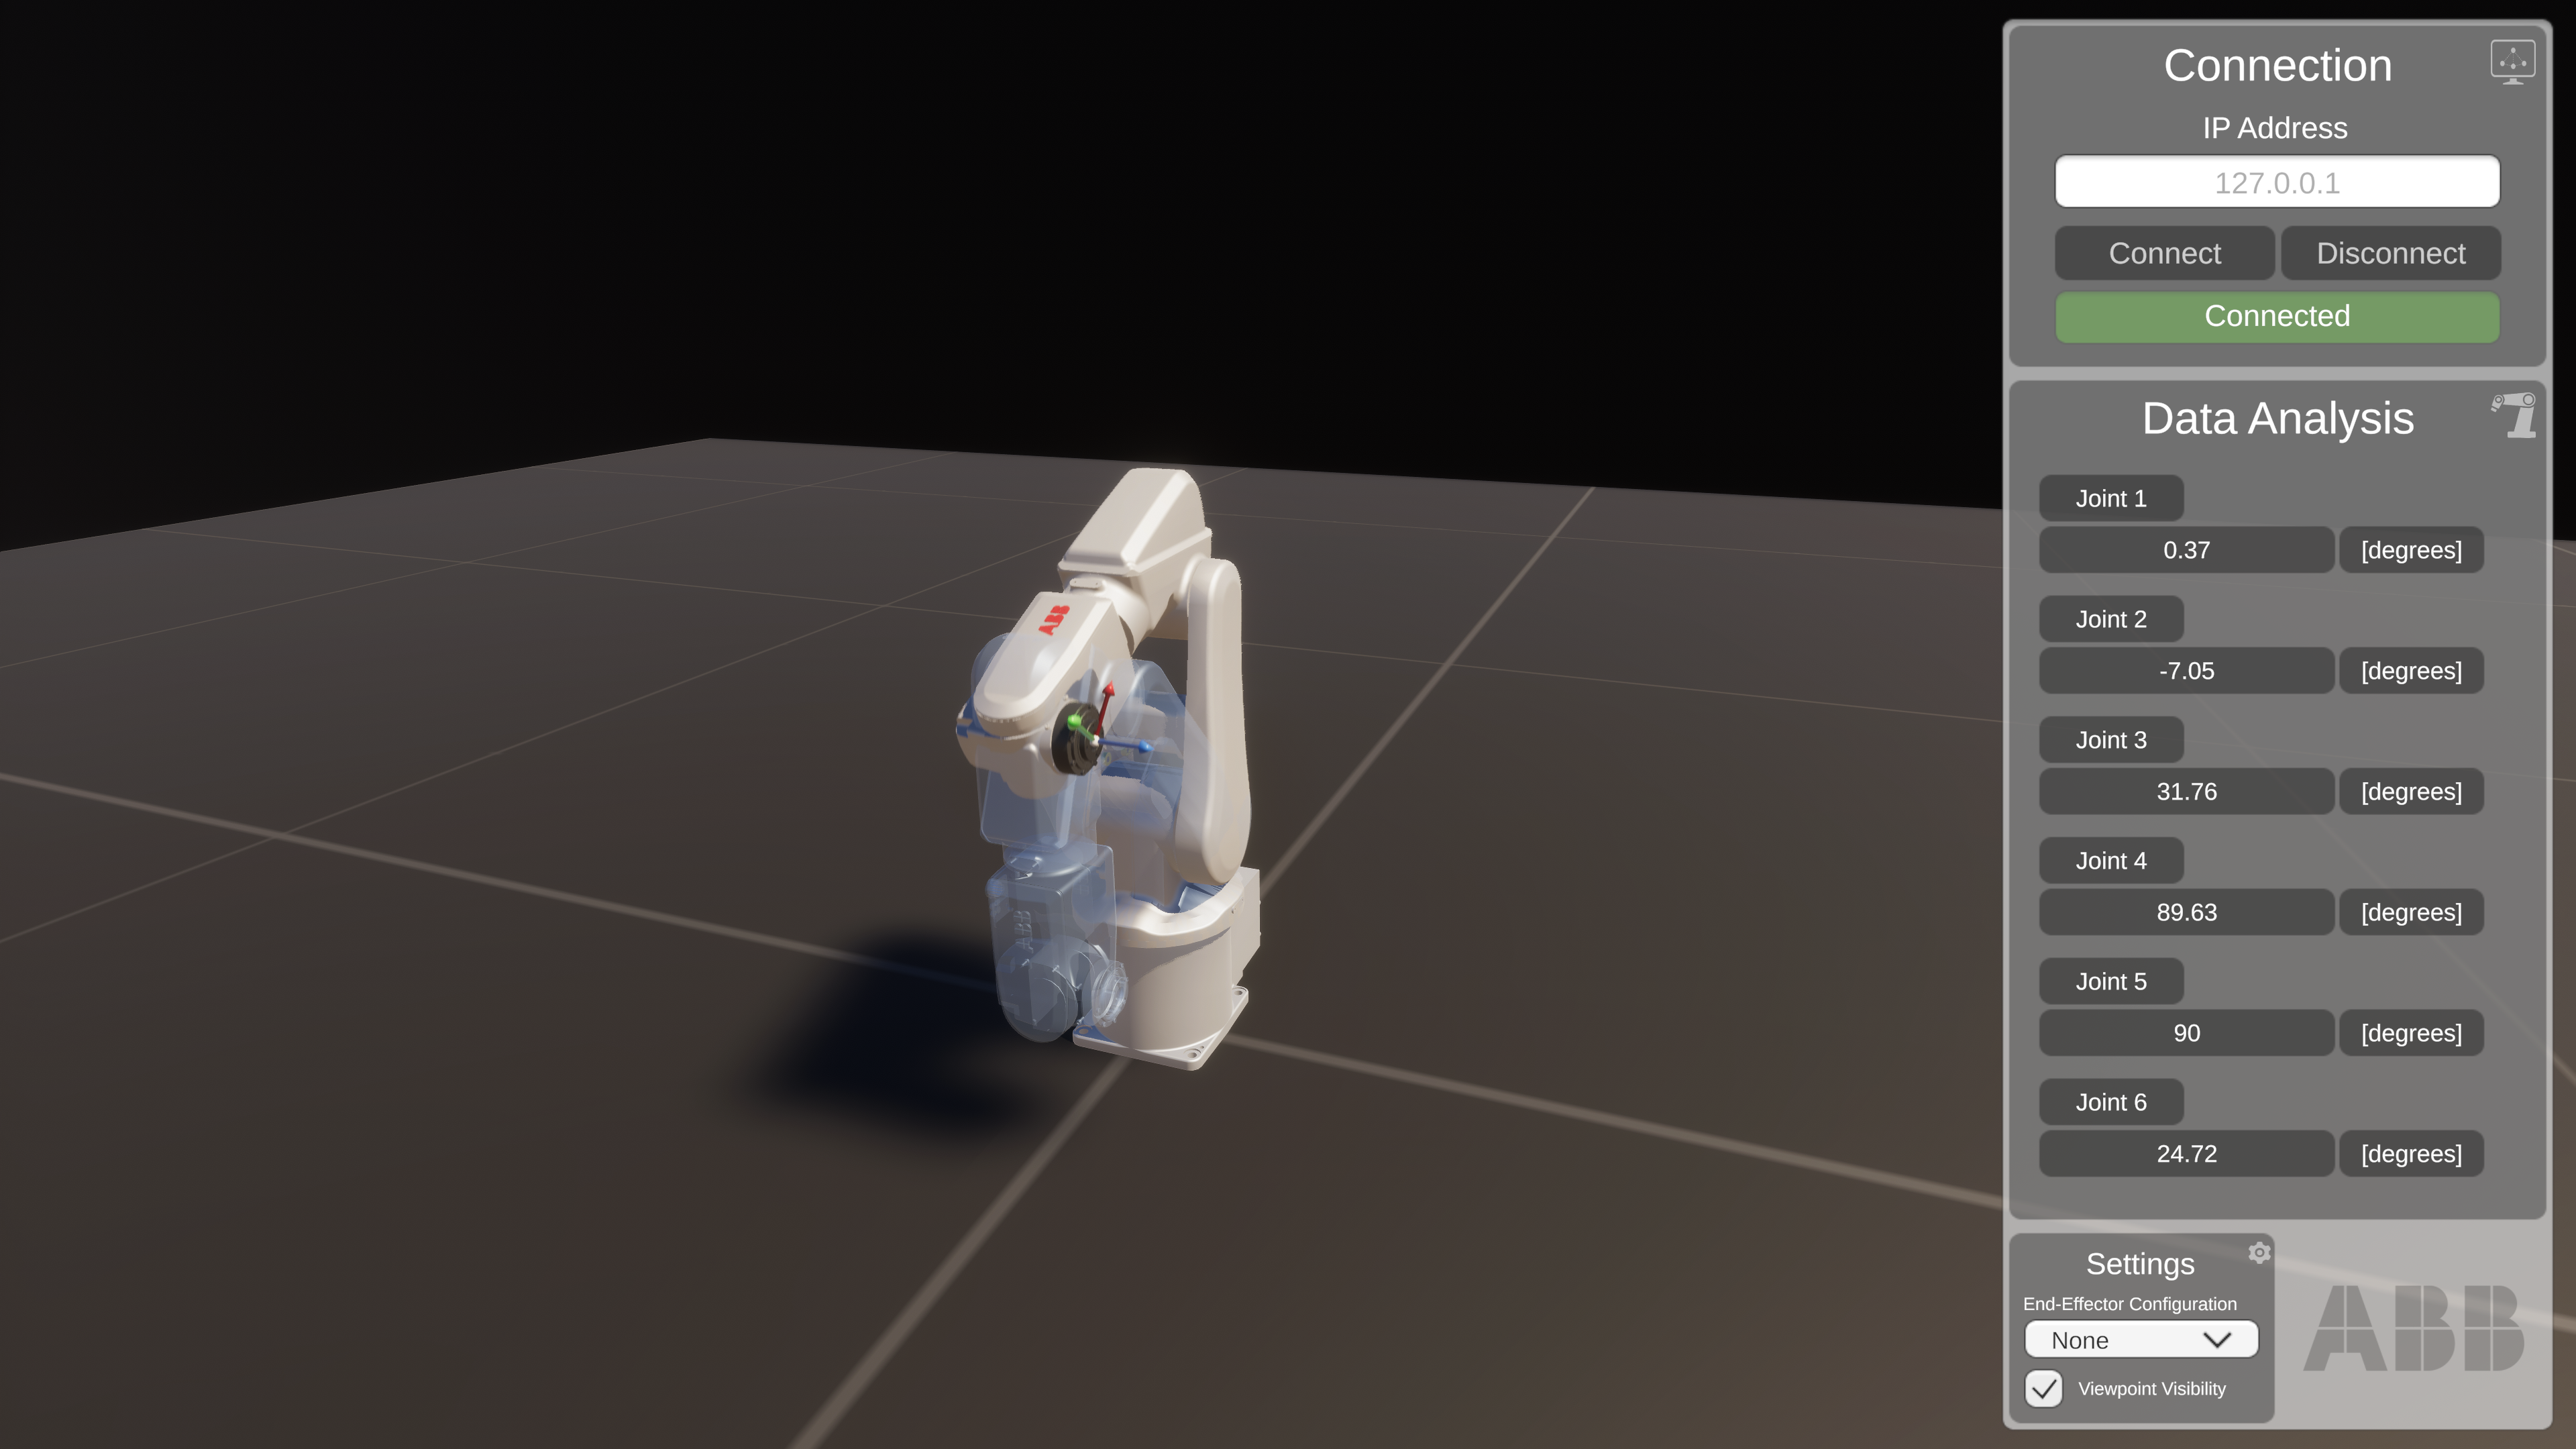 Connection
IP Address
127.0.0.1
Connect Disconnect
Connected
Data Analysis
Joint 1
0.37 [degrees]
Joint 2
-7.05 [degrees]
Joint 3
31.76 [degrees]
Joint 4
89.63 [degrees]
Joint 5
90 [degrees]
Joint 6
24.72 [degrees]
Settings
End-Effector Configuration
None
Viewpoint Visibility
ABB
ABB
ABB